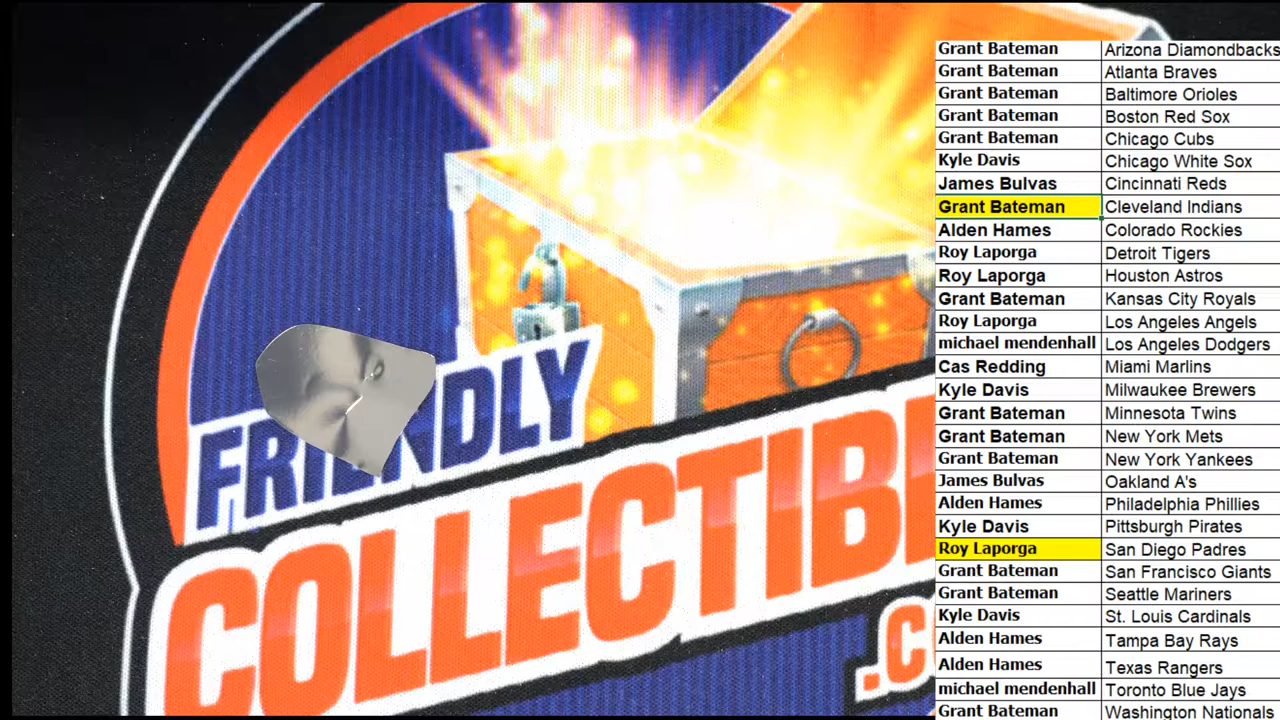 FRIENDLY
COLLECTIB
.C
Grant Bateman Arizona Diamondbacks
Grant Bateman Atlanta Braves
Grant Bateman Baltimore Orioles
Grant Bateman Boston Red Sox
Grant Bateman Chicago Cubs
Kyle Davis Chicago White Sox
James Bulvas Cincinnati Reds
Grant Bateman Cleveland Indians
Alden Hames Colorado Rockies
Roy Laporga Detroit Tigers
Roy Laporga Houston Astros
Grant Bateman Kansas City Royals
Roy Laporga Los Angeles Angels
michael mendenhall Los Angeles Dodgers
Cas Redding Miami Marlins
Kyle Davis Milwaukee Brewers
Grant Bateman Minnesota Twins
Grant Bateman New York Mets
Grant Bateman New York Yankees
James Bulvas Oakland A's
Alden Hames Philadelphia Phillies
Kyle Davis Pittsburgh Pirates
Roy Laporga San Diego Padres
Grant Bateman San Francisco Giants
Grant Bateman Seattle Mariners
Kyle Davis St. Louis Cardinals
Alden Hames Tampa Bay Rays
Alden Hames Texas Rangers
michael mendenhall Toronto Blue Jays
Grant Bateman Washington Nationals